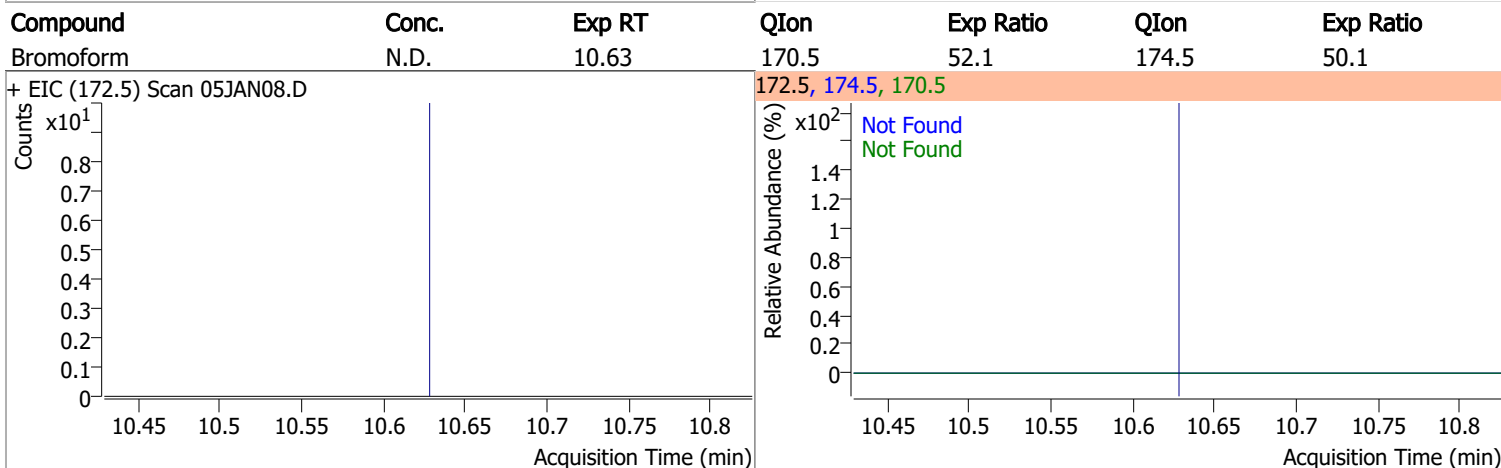 Compound Conc. Exp RT QIon Exp Ratio QIon Exp Ratio
Bromoform N.D. 10.63 170.5 52.1 174.5 50.1
+ EIC (172.5) Scan 05JAN08.D
Counts
x10¹
0.8
0.7
0.6
0.5
0.4
0.3
0.2
0.1
0
10.45 10.5 10.55 10.6 10.65 10.7 10.75 10.8
Acquisition Time (min)
172.5, 174.5, 170.5
Relative Abundance (%)
x10²
Not Found
Not Found
1.4
1.2
1
0.8
0.6
0.4
0.2
0
10.45 10.5 10.55 10.6 10.65 10.7 10.75 10.8
Acquisition Time (min)